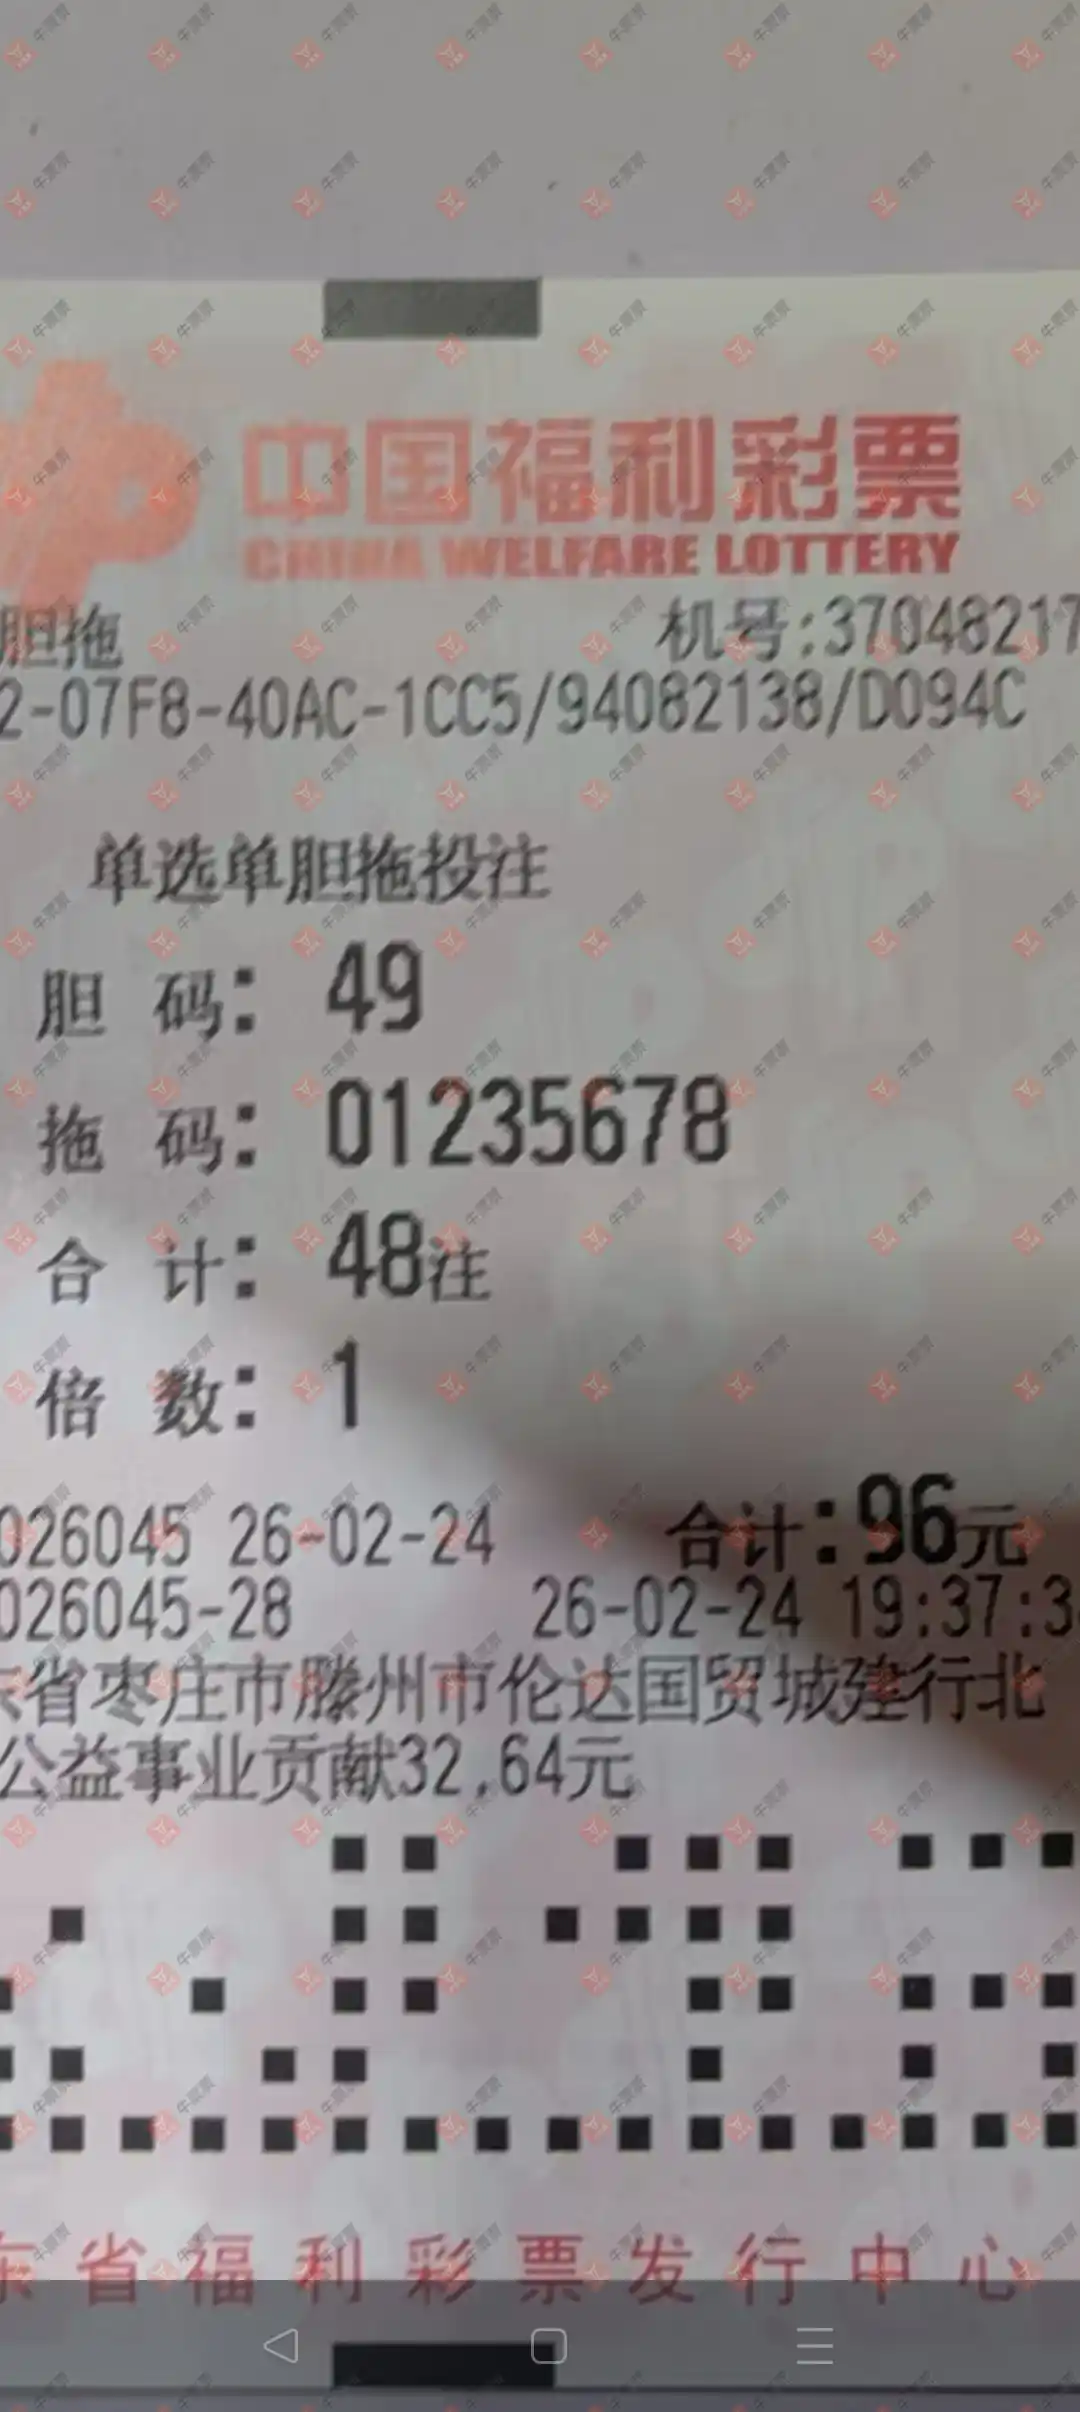 中国福利彩票
CHINA WELFARE LOTTERY
胆拖 机号:37048217
2-07F8-40AC-1CC5/94082138/D094C
单选单胆拖投注
胆 码: 49
拖 码: 01235678
合 计: 48注
倍 数: 1
026045 26-02-24 合计:96元
026045-28 26-02-24 19:37:3
省枣庄市滕州市伦达国贸城建行北
公益事业贡献32.64元
东省福利彩票发行中心
牛票票